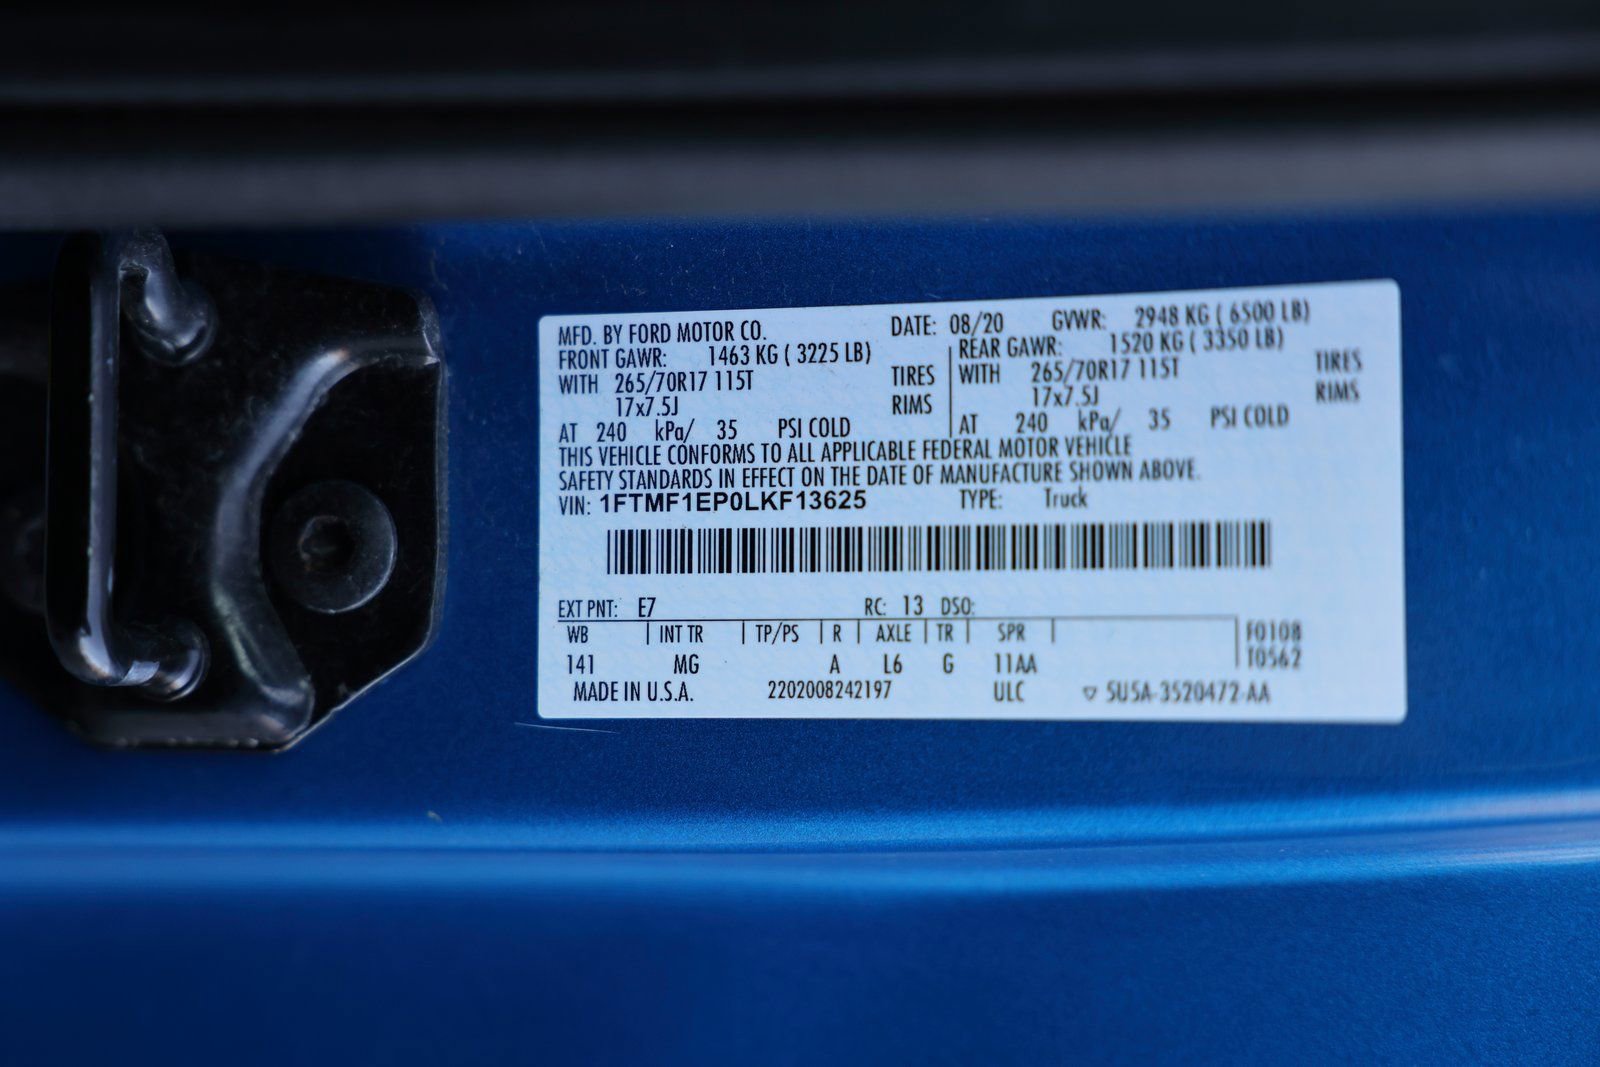 MFD. BY FORD MOTOR CO. DATE: 08/20 GVWR: 2948 KG ( 6500 LB)
FRONT GAWR: 1463 KG ( 3225 LB) REAR GAWR: 1520 KG ( 3350 LB)
WITH 265/70R17 115T TIRES WITH 265/70R17 115T TIRES
17x7.5J RIMS 17x7.5J RIMS
AT 240 kPa/ 35 PSI COLD AT 240 kPa/ 35 PSI COLD
THIS VEHICLE CONFORMS TO ALL APPLICABLE FEDERAL MOTOR VEHICLE
SAFETY STANDARDS IN EFFECT ON THE DATE OF MANUFACTURE SHOWN ABOVE.
VIN: 1FTMF1EP0LKF13625 TYPE: Truck
EXT PNT: E7 RC: 13 DSO:
WB INT TR TP/PS R AXLE TR SPR F0108
141 MG A L6 G 11AA T0562
MADE IN U.S.A. 2202008242197 ULC ▽ 5U5A-3520472-AA